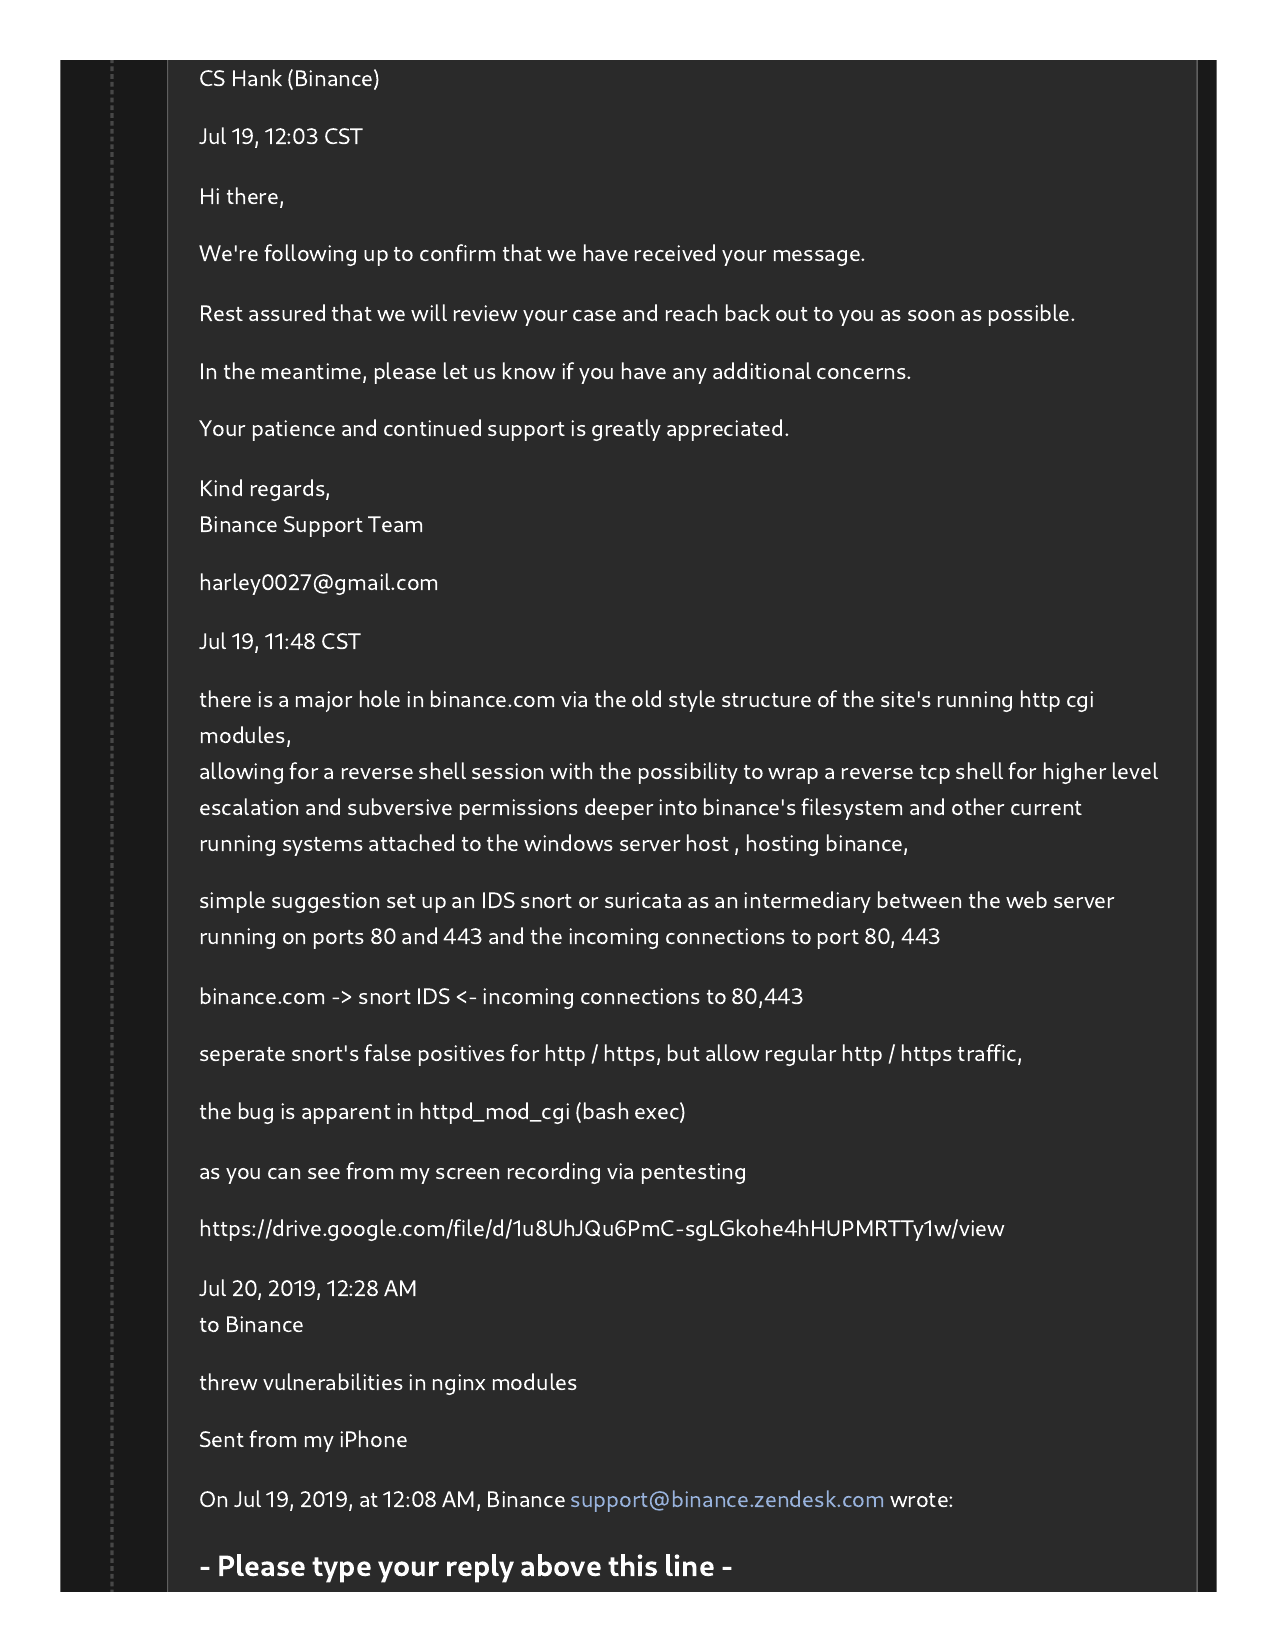 CS Hank (Binance)
Jul 19, 12:03 CST
Hi there,
We're following up to confirm that we have received your message.
Rest assured that we will review your case and reach back out to you as soon as possible.
In the meantime, please let us know if you have any additional concerns.
Your patience and continued support is greatly appreciated.
Kind regards,
Binance Support Team
harley0027@gmail.com
Jul 19, 11:48 CST
there is a major hole in binance.com via the old style structure of the site's running http cgi
modules,
allowing for a reverse shell session with the possibility to wrap a reverse tcp shell for higher level
escalation and subversive permissions deeper into binance's filesystem and other current
running systems attached to the windows server host , hosting binance,
simple suggestion set up an IDS snort or suricata as an intermediary between the web server
running on ports 80 and 443 and the incoming connections to port 80, 443
binance.com -> snort IDS <- incoming connections to 80,443
seperate snort's false positives for http / https, but allow regular http / https traffic,
the bug is apparent in httpd_mod_cgi (bash exec)
as you can see from my screen recording via pentesting
https://drive.google.com/file/d/1u8UhJQu6PmC-sgLGkohe4hHUPMRTTy1w/view
Jul 20, 2019, 12:28 AM
to Binance
threw vulnerabilities in nginx modules
Sent from my iPhone
On Jul 19, 2019, at 12:08 AM, Binance support@binance.zendesk.com wrote:
- Please type your reply above this line -